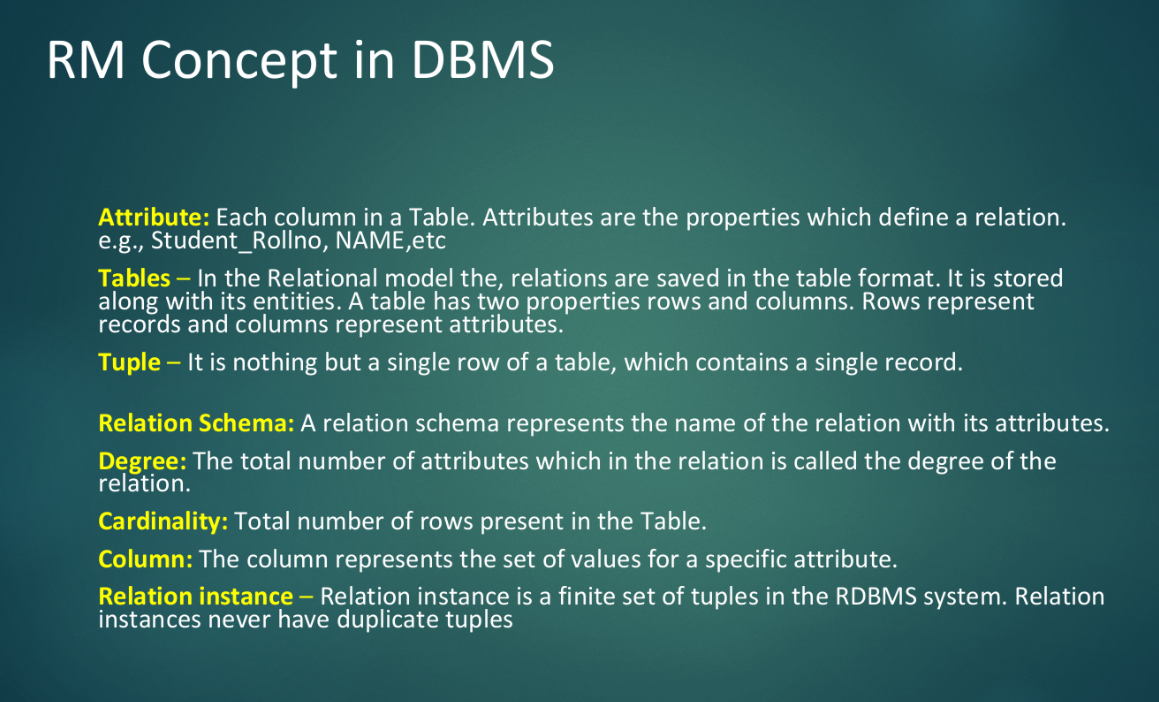 RM Concept in DBMS
Attribute: Each column in a Table. Attributes are the properties which define a relation.
e.g., Student_Rollno, NAME,etc
Tables – In the Relational model the, relations are saved in the table format. It is stored
along with its entities. A table has two properties rows and columns. Rows represent
records and columns represent attributes.
Tuple – It is nothing but a single row of a table, which contains a single record.
Relation Schema: A relation schema represents the name of the relation with its attributes.
Degree: The total number of attributes which in the relation is called the degree of the
relation.
Cardinality: Total number of rows present in the Table.
Column: The column represents the set of values for a specific attribute.
Relation instance – Relation instance is a finite set of tuples in the RDBMS system. Relation
instances never have duplicate tuples